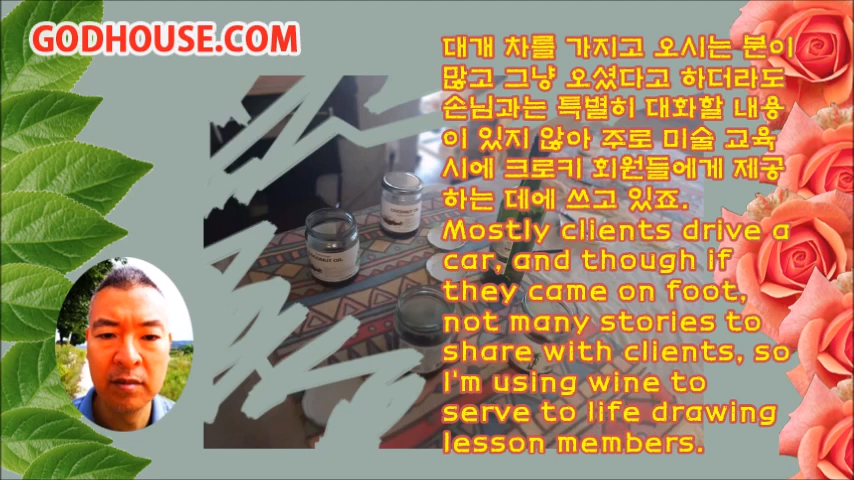 GODHOUSE.COM
대개 차를 가지고 오시는 분이
많고 그냥 오셨다고 하더라도
손님과는 특별히 대화할 내용
이 있지 않아 주로 미술 교육
시에 크로키 회원들에게 제공
하는 데에 쓰고 있죠.
Mostly clients drive a
car, and though if
they came on foot,
not many stories to
share with clients, so
I'm using wine to
serve to life drawing
lesson members.